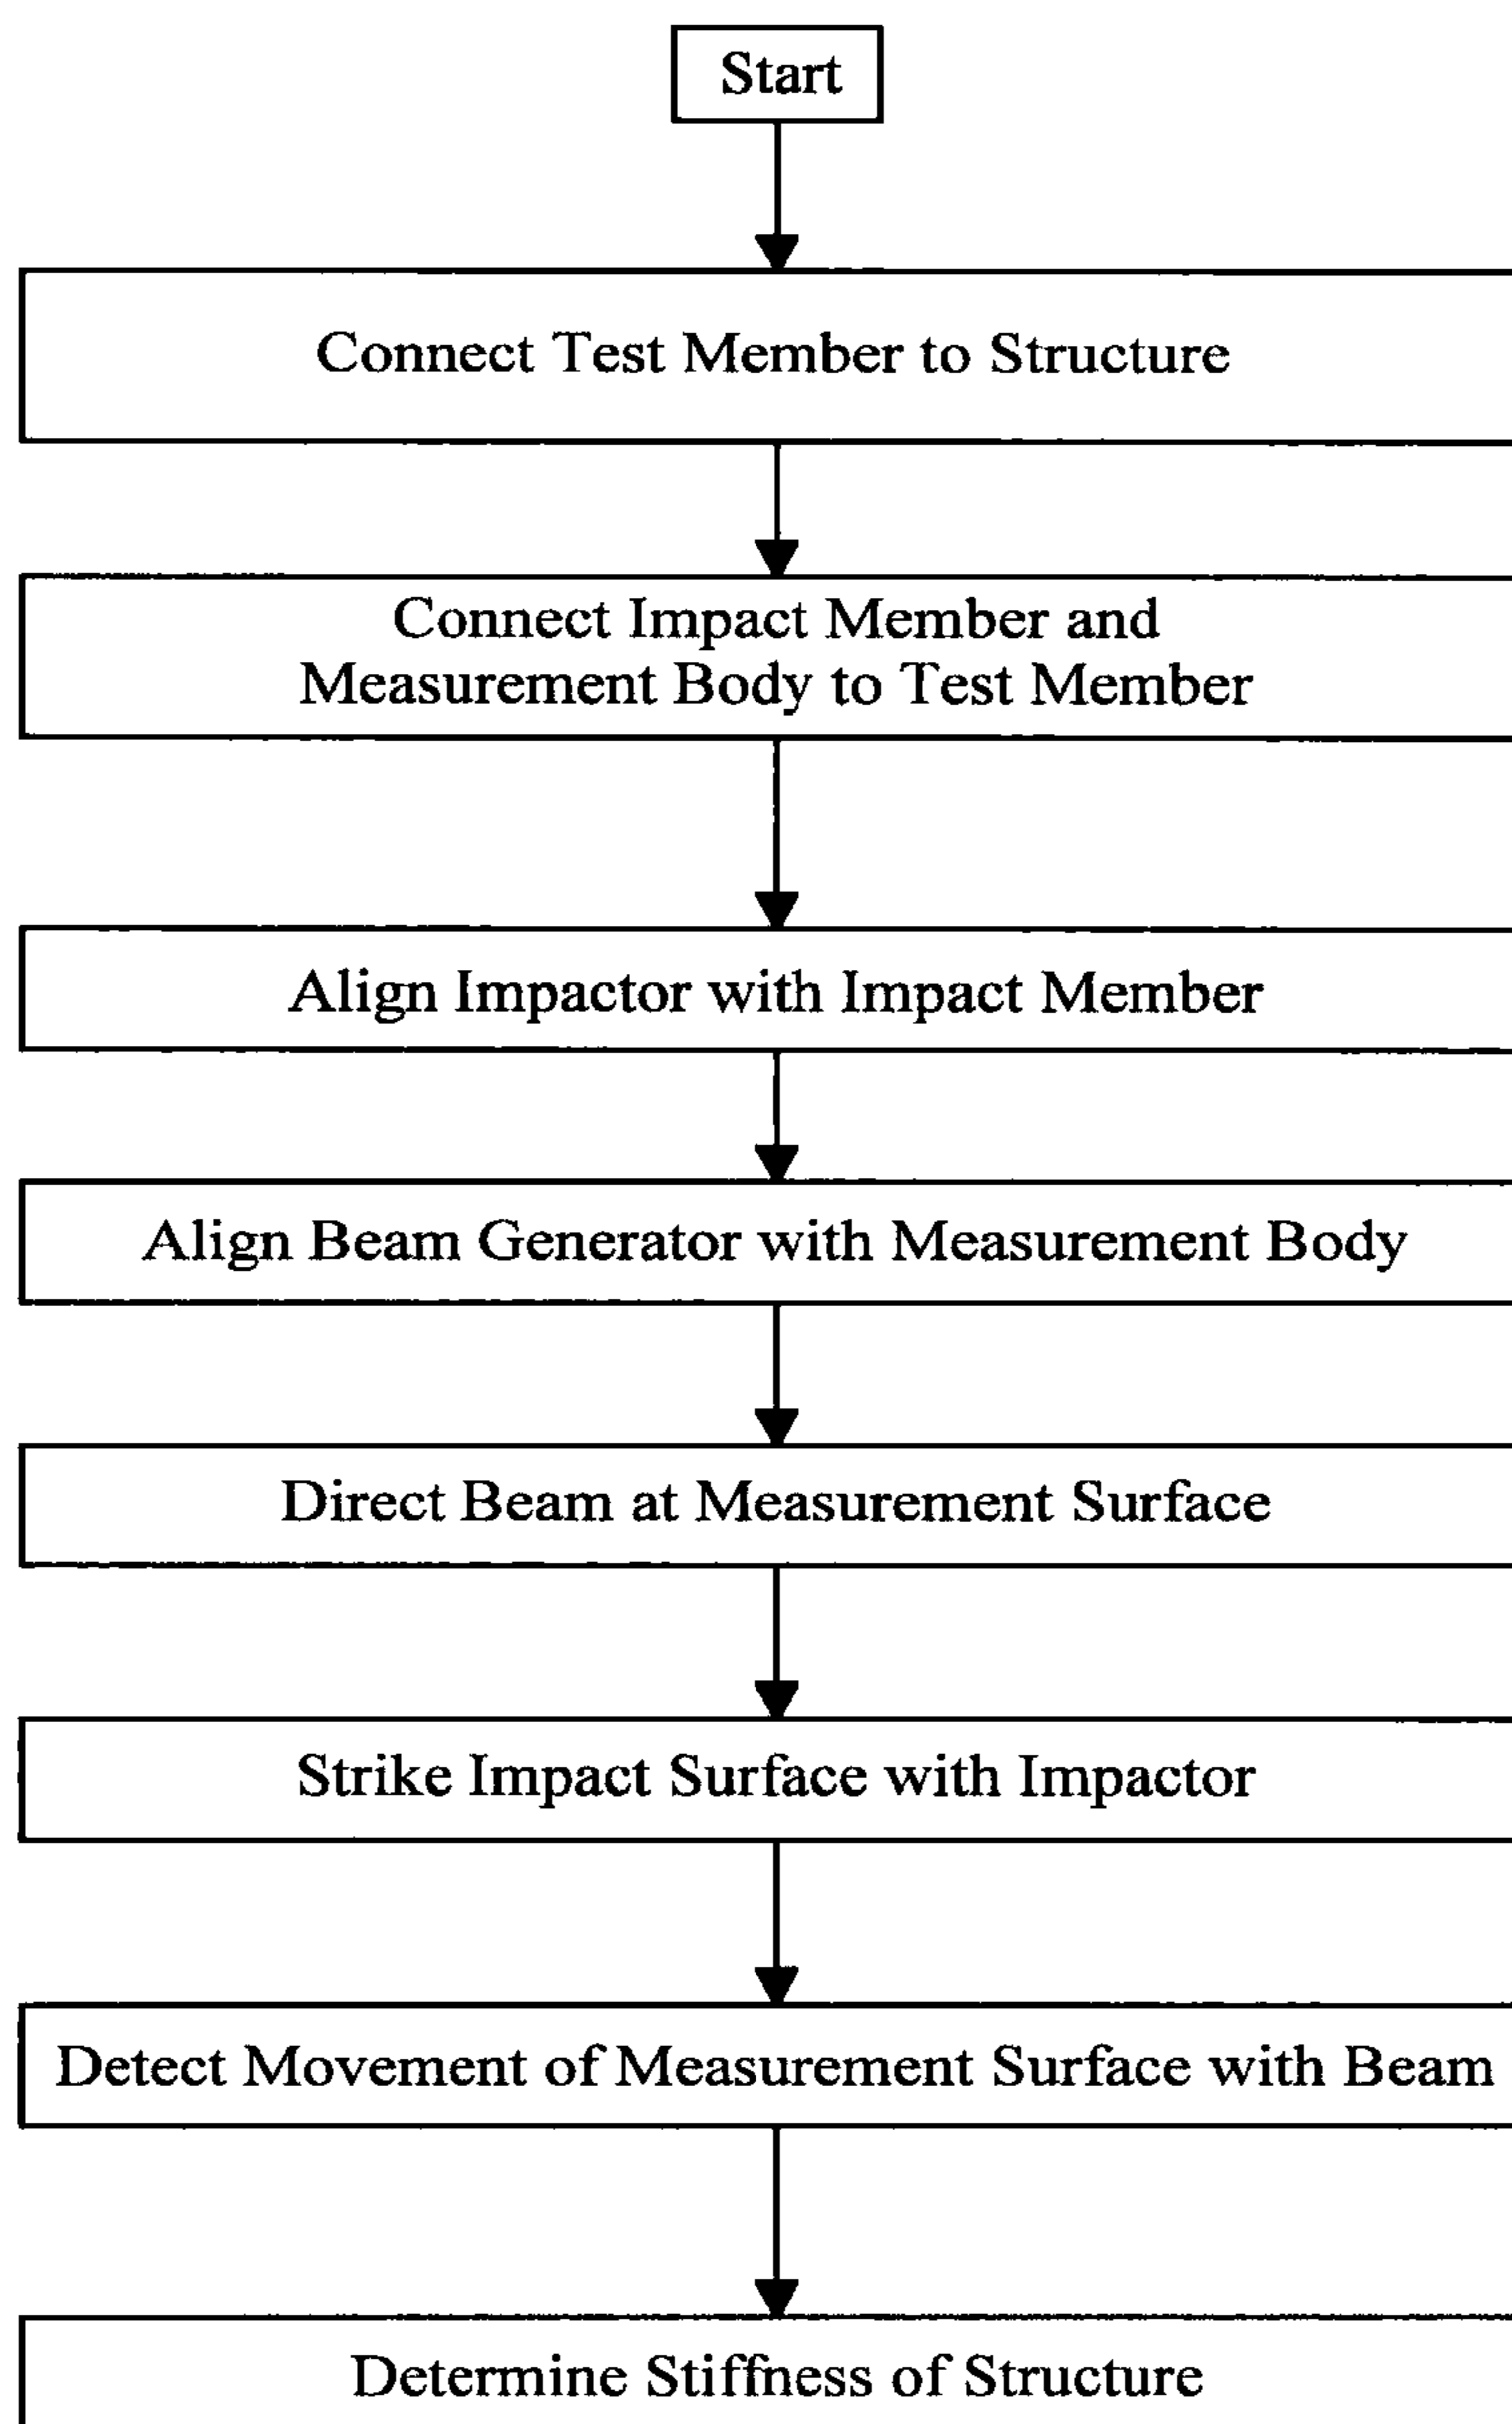 Start
Connect Test Member to Structure
Connect Impact Member and
Measurement Body to Test Member
Align Impactor with Impact Member
Align Beam Generator with Measurement Body
Direct Beam at Measurement Surface
Strike Impact Surface with Impactor
Detect Movement of Measurement Surface with Beam
Determine Stiffness of Structure